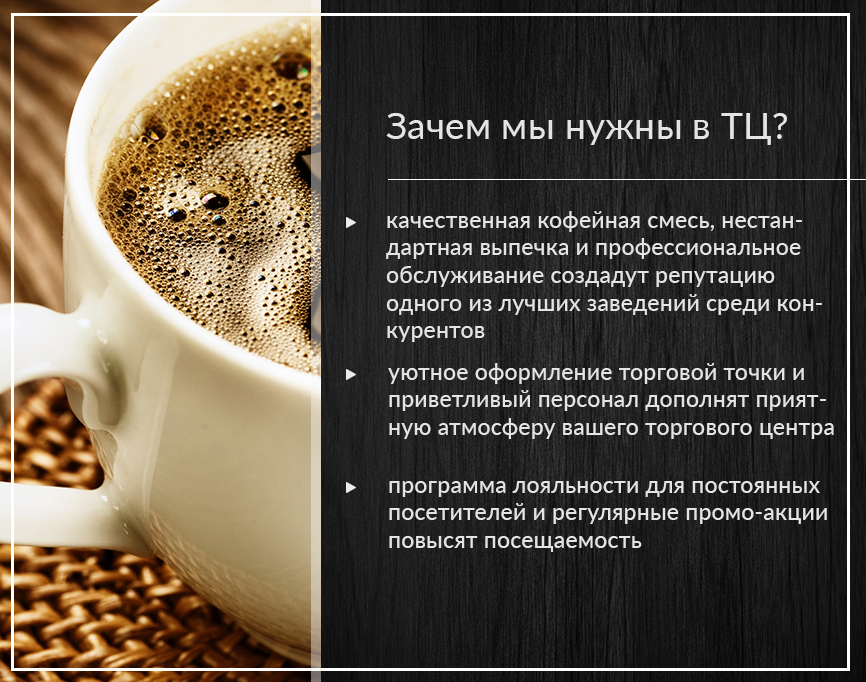 Зачем мы нужны в ТЦ?
качественная кофейная смесь, нестан-
дартная выпечка и профессиональное
обслуживание создадут репутацию
одного из лучших заведений среди кон-
курентов
уютное оформление торговой точки и
приветливый персонал дополнят прият-
ную атмосферу вашего торгового центра
программа лояльности для постоянных
посетителей и регулярные промо-акции
повысят посещаемость